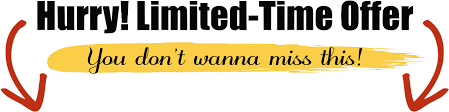 Hurry! Limited-Time Offer
You don't wanna miss this!